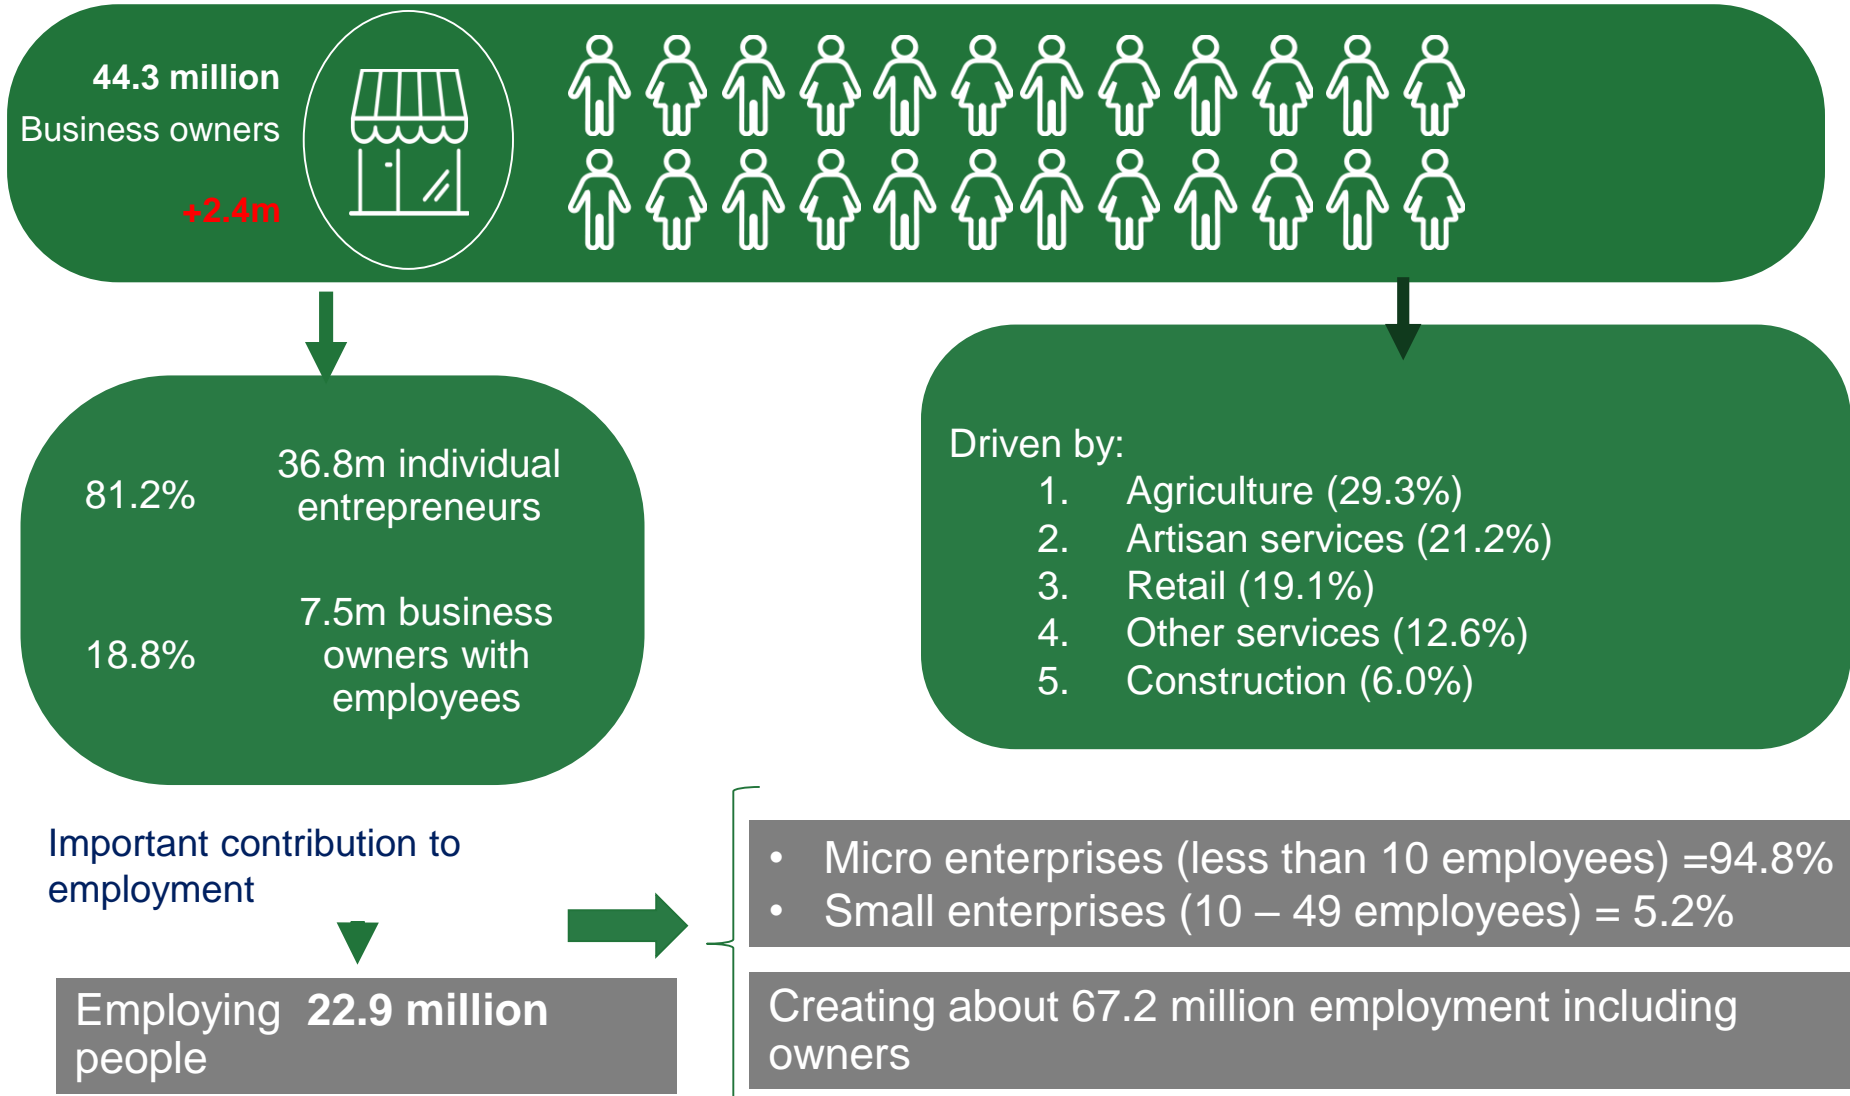 44.3 million
Business owners
+2.4m
81.2%
36.8m individual
entrepreneurs
18.8%
7.5m business
owners with
employees
Driven by:
1. Agriculture (29.3%)
2. Artisan services (21.2%)
3. Retail (19.1%)
4. Other services (12.6%)
5. Construction (6.0%)
Important contribution to
employment
Employing 22.9 million
people
• Micro enterprises (less than 10 employees) =94.8%
• Small enterprises (10 – 49 employees) = 5.2%
Creating about 67.2 million employment including
owners